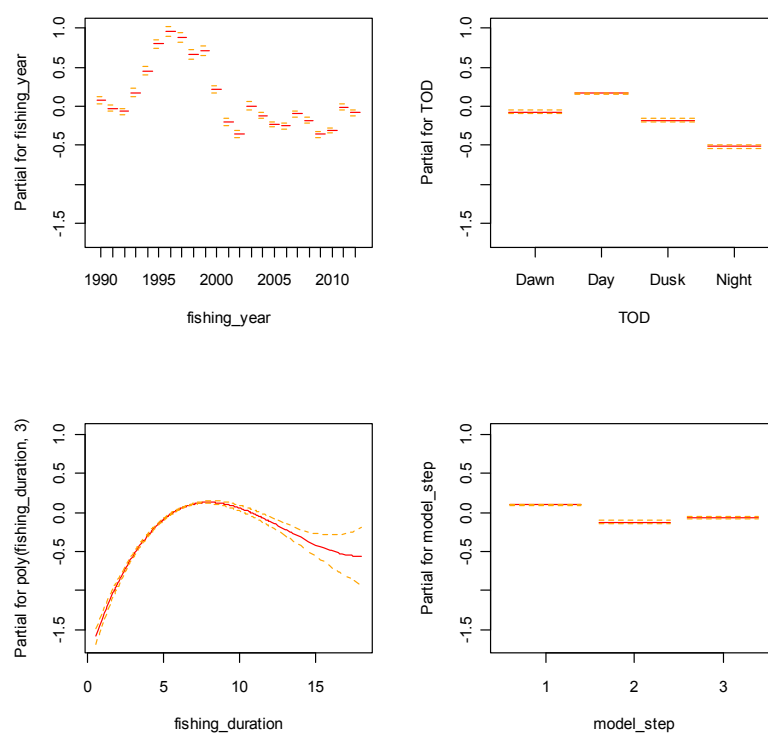 Partial for fishing_year
1.0
0.5
0.0
-0.5
-1.5
1990 1995 2000 2005 2010
fishing_year
Partial for TOD
1.0
0.5
0.0
-0.5
-1.5
Dawn Day Dusk Night
TOD
Partial for poly(fishing_duration, 3)
1.0
0.5
0.0
-0.5
-1.5
0 5 10 15
fishing_duration
Partial for model_step
1.0
0.5
0.0
-0.5
-1.5
1 2 3
model_step